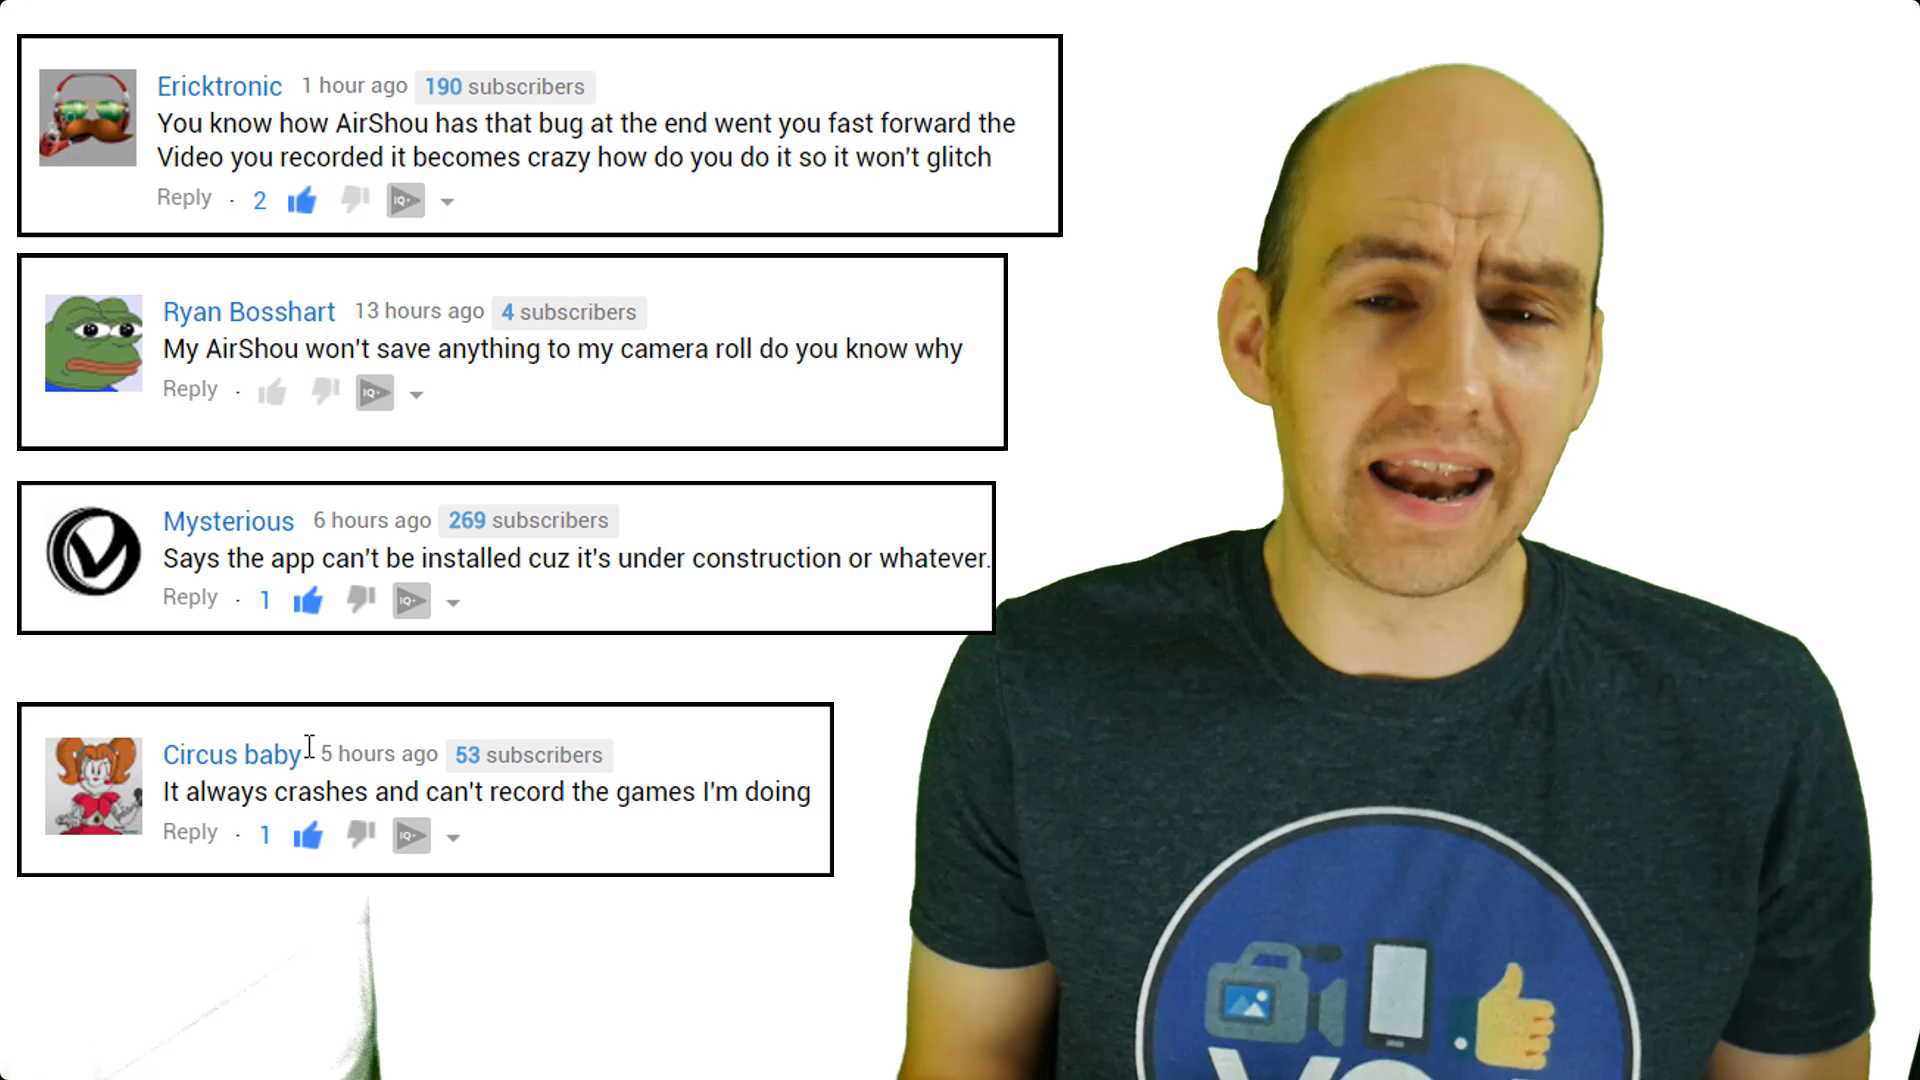 Ericktronic 1 hour ago 190 subscribers
You know how AirShou has that bug at the end went you fast forward the
Video you recorded it becomes crazy how do you do it so it won't glitch
Reply · 2 IQ+
Ryan Bosshart 13 hours ago 4 subscribers
My AirShou won't save anything to my camera roll do you know why
Reply · IQ+
Mysterious 6 hours ago 269 subscribers
Says the app can't be installed cuz it's under construction or whatever.
Reply · 1 IQ+
Circus baby 5 hours ago 53 subscribers
It always crashes and can't record the games I'm doing
Reply · 1 IQ+